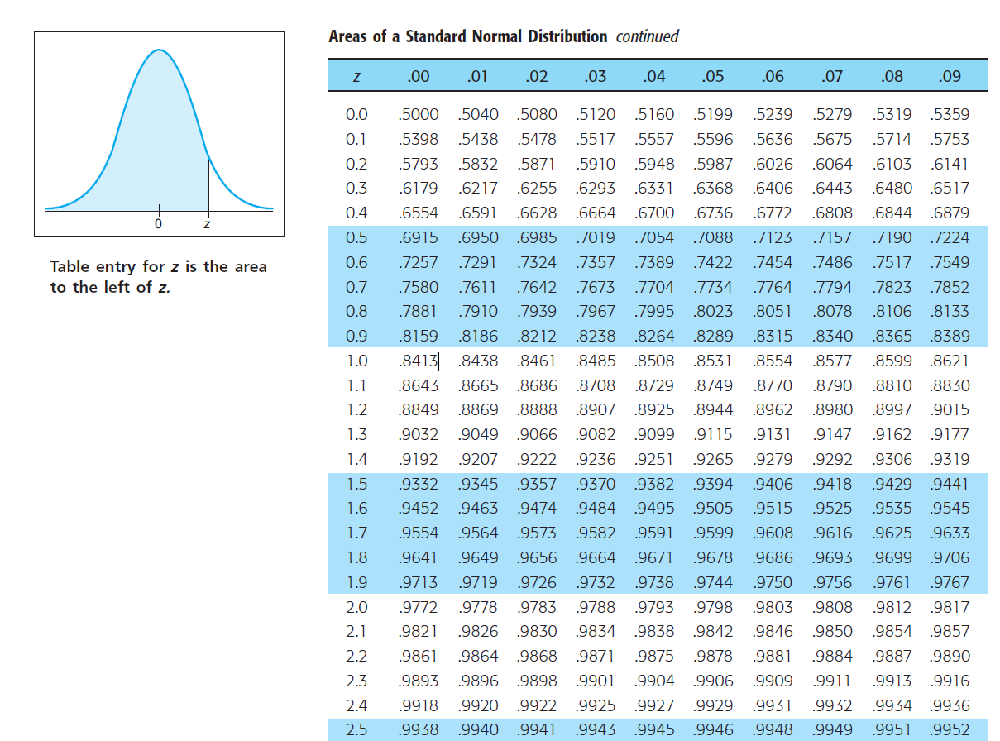 Areas of a Standard Normal Distribution continued
z .00 .01 .02 .03 .04 .05 .06 .07 .08 .09
0.0 .5000 .5040 .5080 .5120 .5160 .5199 .5239 .5279 .5319 .5359
0.1 .5398 .5438 .5478 .5517 .5557 .5596 .5636 .5675 .5714 .5753
0.2 .5793 .5832 .5871 .5910 .5948 .5987 .6026 .6064 .6103 .6141
0.3 .6179 .6217 .6255 .6293 .6331 .6368 .6406 .6443 .6480 .6517
0.4 .6554 .6591 .6628 .6664 .6700 .6736 .6772 .6808 .6844 .6879
0.5 .6915 .6950 .6985 .7019 .7054 .7088 .7123 .7157 .7190 .7224
0.6 .7257 .7291 .7324 .7357 .7389 .7422 .7454 .7486 .7517 .7549
0.7 .7580 .7611 .7642 .7673 .7704 .7734 .7764 .7794 .7823 .7852
0.8 .7881 .7910 .7939 .7967 .7995 .8023 .8051 .8078 .8106 .8133
0.9 .8159 .8186 .8212 .8238 .8264 .8289 .8315 .8340 .8365 .8389
1.0 .8413 .8438 .8461 .8485 .8508 .8531 .8554 .8577 .8599 .8621
1.1 .8643 .8665 .8686 .8708 .8729 .8749 .8770 .8790 .8810 .8830
1.2 .8849 .8869 .8888 .8907 .8925 .8944 .8962 .8980 .8997 .9015
1.3 .9032 .9049 .9066 .9082 .9099 .9115 .9131 .9147 .9162 .9177
1.4 .9192 .9207 .9222 .9236 .9251 .9265 .9279 .9292 .9306 .9319
1.5 .9332 .9345 .9357 .9370 .9382 .9394 .9406 .9418 .9429 .9441
1.6 .9452 .9463 .9474 .9484 .9495 .9505 .9515 .9525 .9535 .9545
1.7 .9554 .9564 .9573 .9582 .9591 .9599 .9608 .9616 .9625 .9633
1.8 .9641 .9649 .9656 .9664 .9671 .9678 .9686 .9693 .9699 .9706
1.9 .9713 .9719 .9726 .9732 .9738 .9744 .9750 .9756 .9761 .9767
2.0 .9772 .9778 .9783 .9788 .9793 .9798 .9803 .9808 .9812 .9817
2.1 .9821 .9826 .9830 .9834 .9838 .9842 .9846 .9850 .9854 .9857
2.2 .9861 .9864 .9868 .9871 .9875 .9878 .9881 .9884 .9887 .9890
2.3 .9893 .9896 .9898 .9901 .9904 .9906 .9909 .9911 .9913 .9916
2.4 .9918 .9920 .9922 .9925 .9927 .9929 .9931 .9932 .9934 .9936
2.5 .9938 .9940 .9941 .9943 .9945 .9946 .9948 .9949 .9951 .9952
0 z
Table entry for z is the area
to the left of z.